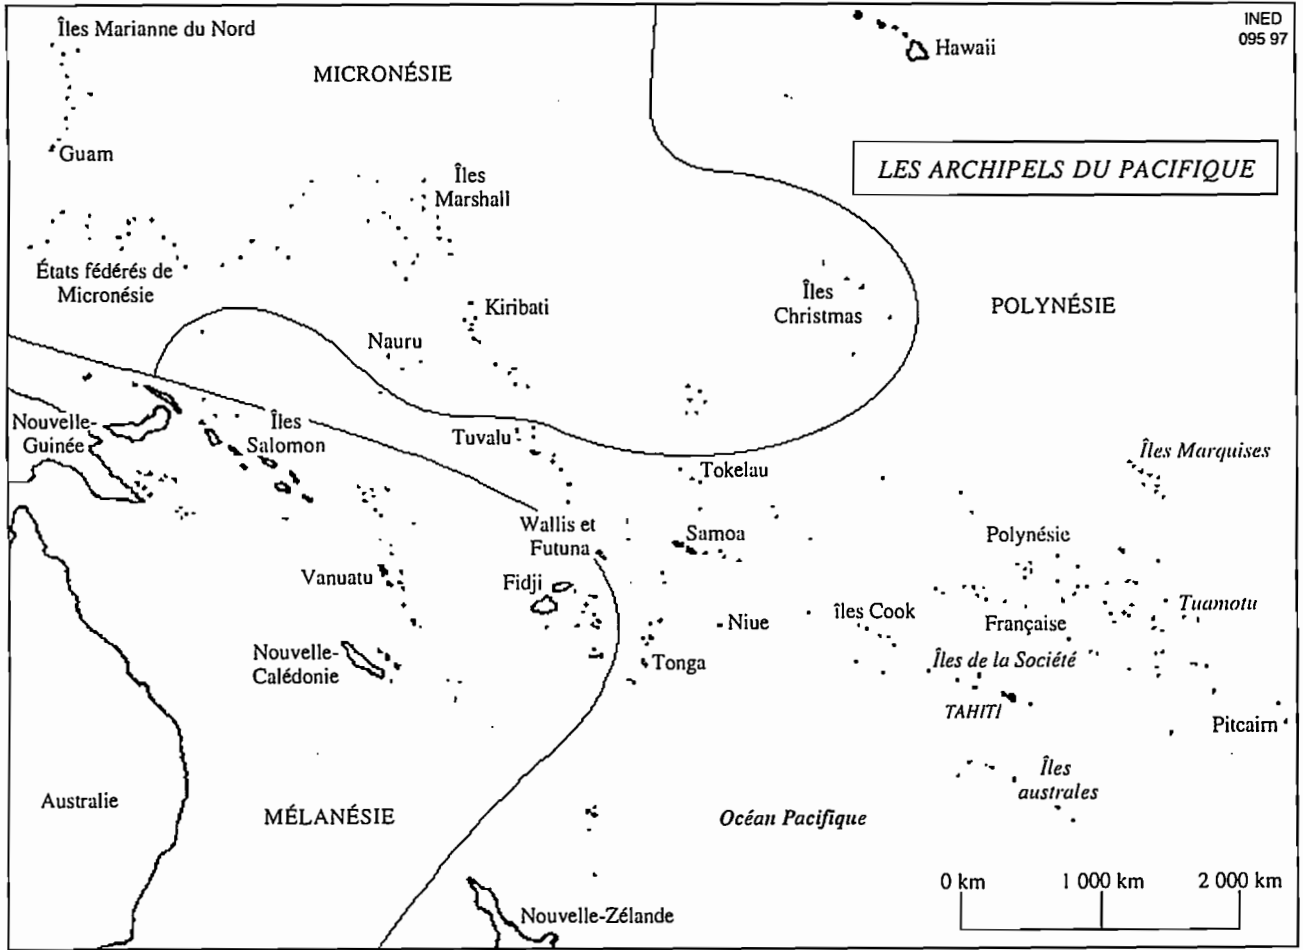 INED
095 97
Îles Marianne du Nord
Hawaii
MICRONÉSIE
Guam
LES ARCHIPELS DU PACIFIQUE
Îles
Marshall
États fédérés de
Micronésie
Îles
Christmas
Kiribati
POLYNÉSIE
Nauru
Nouvelle-
Guinée
Îles
Salomon
Tuvalu
Tokelau
Îles Marquises
Wallis et
Futuna
Samoa
Polynésie
Vanuatu
Fidji
Tuamotu
îles Cook
Niue
Française
Nouvelle-
Calédonie
Tonga
Îles de la Société
TAHITI
Pitcairn
Îles
australes
Australie
MÉLANÉSIE
Océan Pacifique
0 km
1 000 km
2 000 km
Nouvelle-Zélande